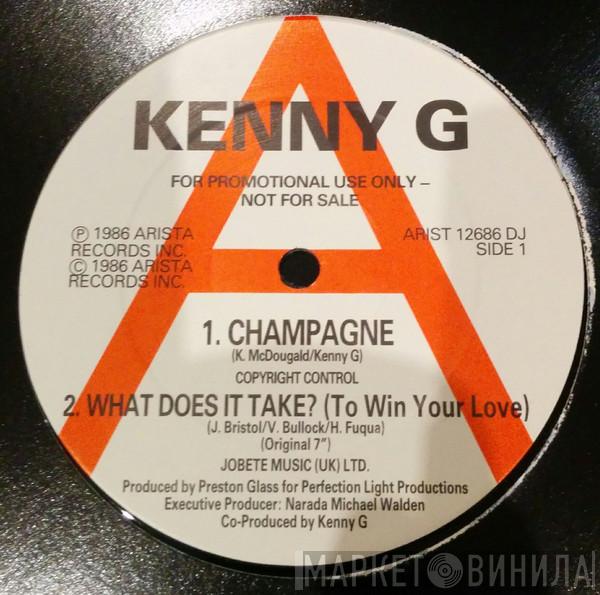 KENNY G
FOR PROMOTIONAL USE ONLY –
NOT FOR SALE
℗ 1986 ARISTA
RECORDS INC.
© 1986 ARISTA
RECORDS INC.
ARIST 12686 DJ
SIDE 1
1. CHAMPAGNE
(K. McDougald/Kenny G)
COPYRIGHT CONTROL
2. WHAT DOES IT TAKE? (To Win Your Love)
(J. Bristol/V. Bullock/H. Fuqua)
(Original 7")
JOBETE MUSIC (UK) LTD.
Produced by Preston Glass for Perfection Light Productions
Executive Producer: Narada Michael Walden
Co-Produced by Kenny G
МАРКЕТ ВИНИЛА